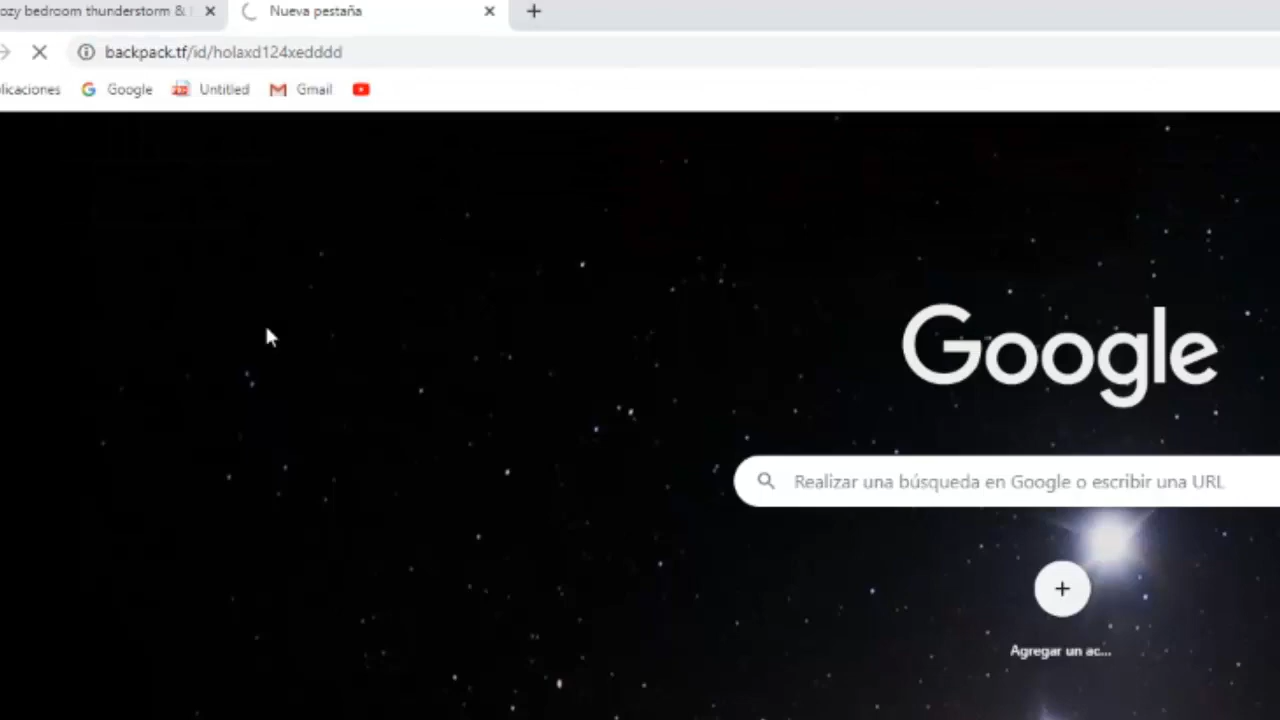 ozy bedroom thunderstorm &
Nueva pestaña
backpack.tf/id/holaxd124xedddd
licaciones
Google
Untitled
Gmail
Google
Realizar una búsqueda en Google o escribir una URL
Agregar un ac...